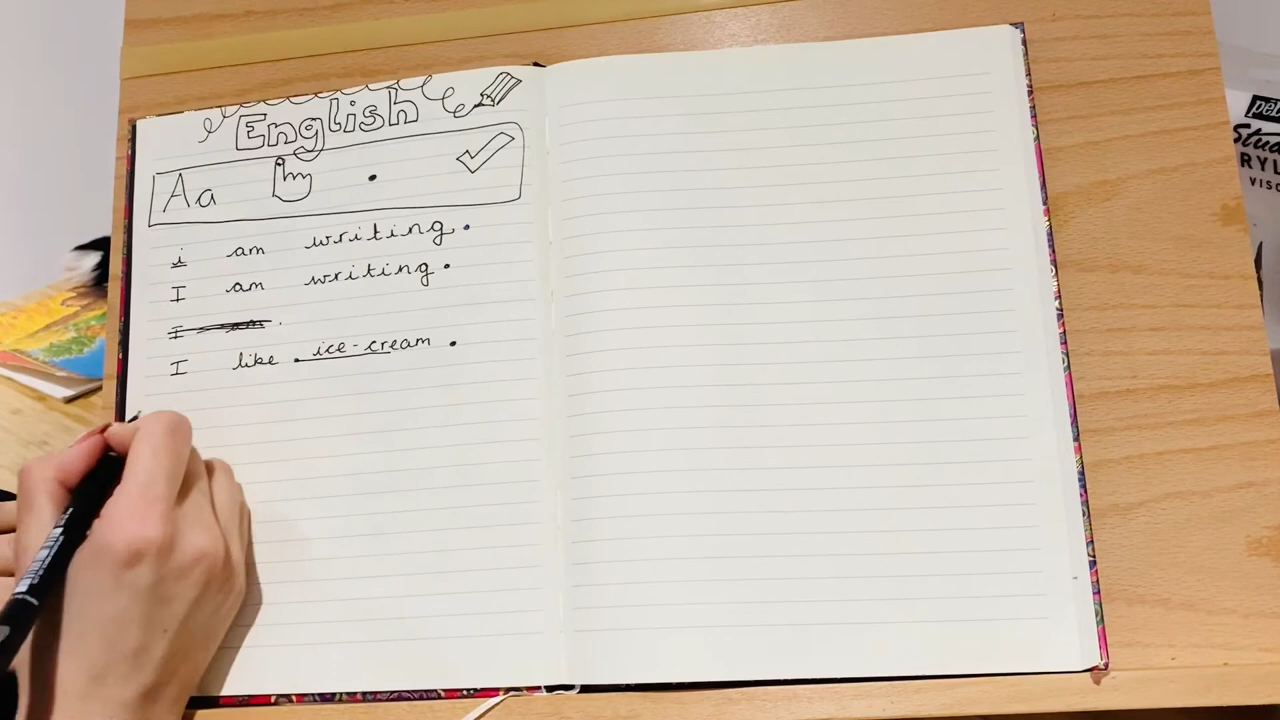 English
Aa .
i am writing.
I am writing.
I like ice-cream.